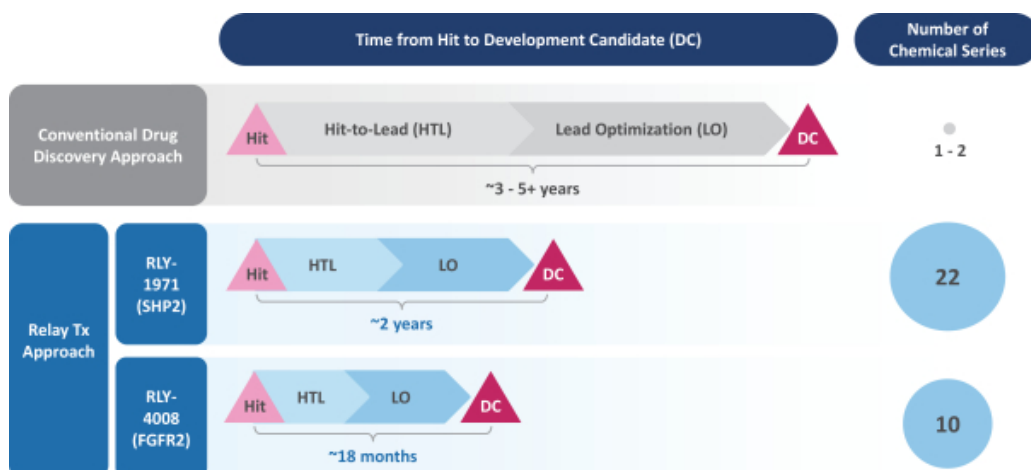 Time from Hit to Development Candidate (DC)
Number of
Chemical Series
Conventional Drug
Discovery Approach
Hit
Hit-to-Lead (HTL)
Lead Optimization (LO)
DC
~3 - 5+ years
1 - 2
Relay Tx
Approach
RLY-
1971
(SHP2)
Hit
HTL
LO
DC
~2 years
22
RLY-
4008
(FGFR2)
Hit
HTL
LO
DC
~18 months
10